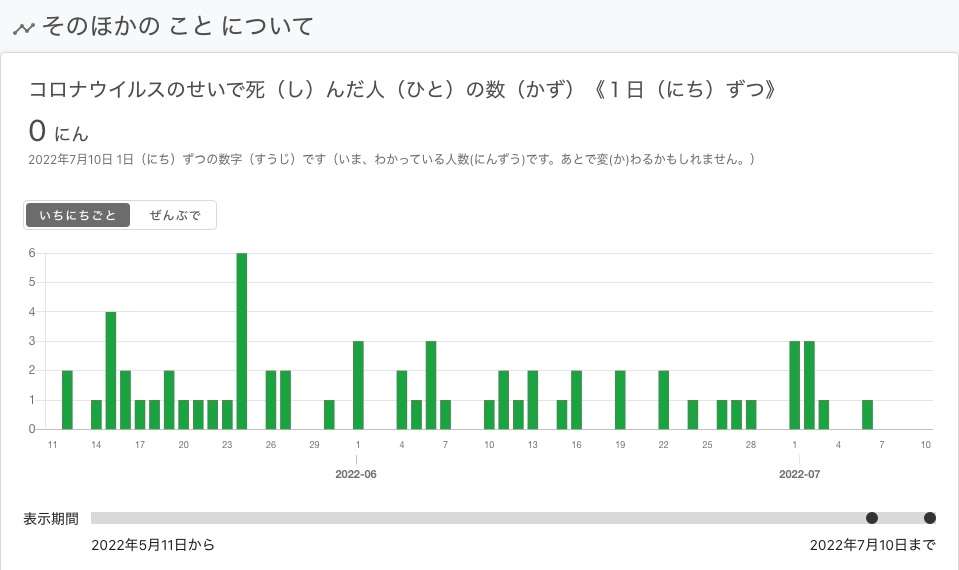 そのほかの こと について
コロナウイルスのせいで死（し）んだ人（ひと）の数（かず）《１日（にち）ずつ》
0 にん
2022年7月10日 1日（にち）ずつの数字（すうじ）です（いま、わかっている人数(にんずう)です。あとで変(か)わるかもしれません。）
いちにちごと ぜんぶで
6
5
4
3
2
1
0
11 14 17 20 23 26 29 1 4 7 10 13 16 19 22 25 28 1 4 7 10
2022-06 2022-07
表示期間
2022年5月11日から 2022年7月10日まで